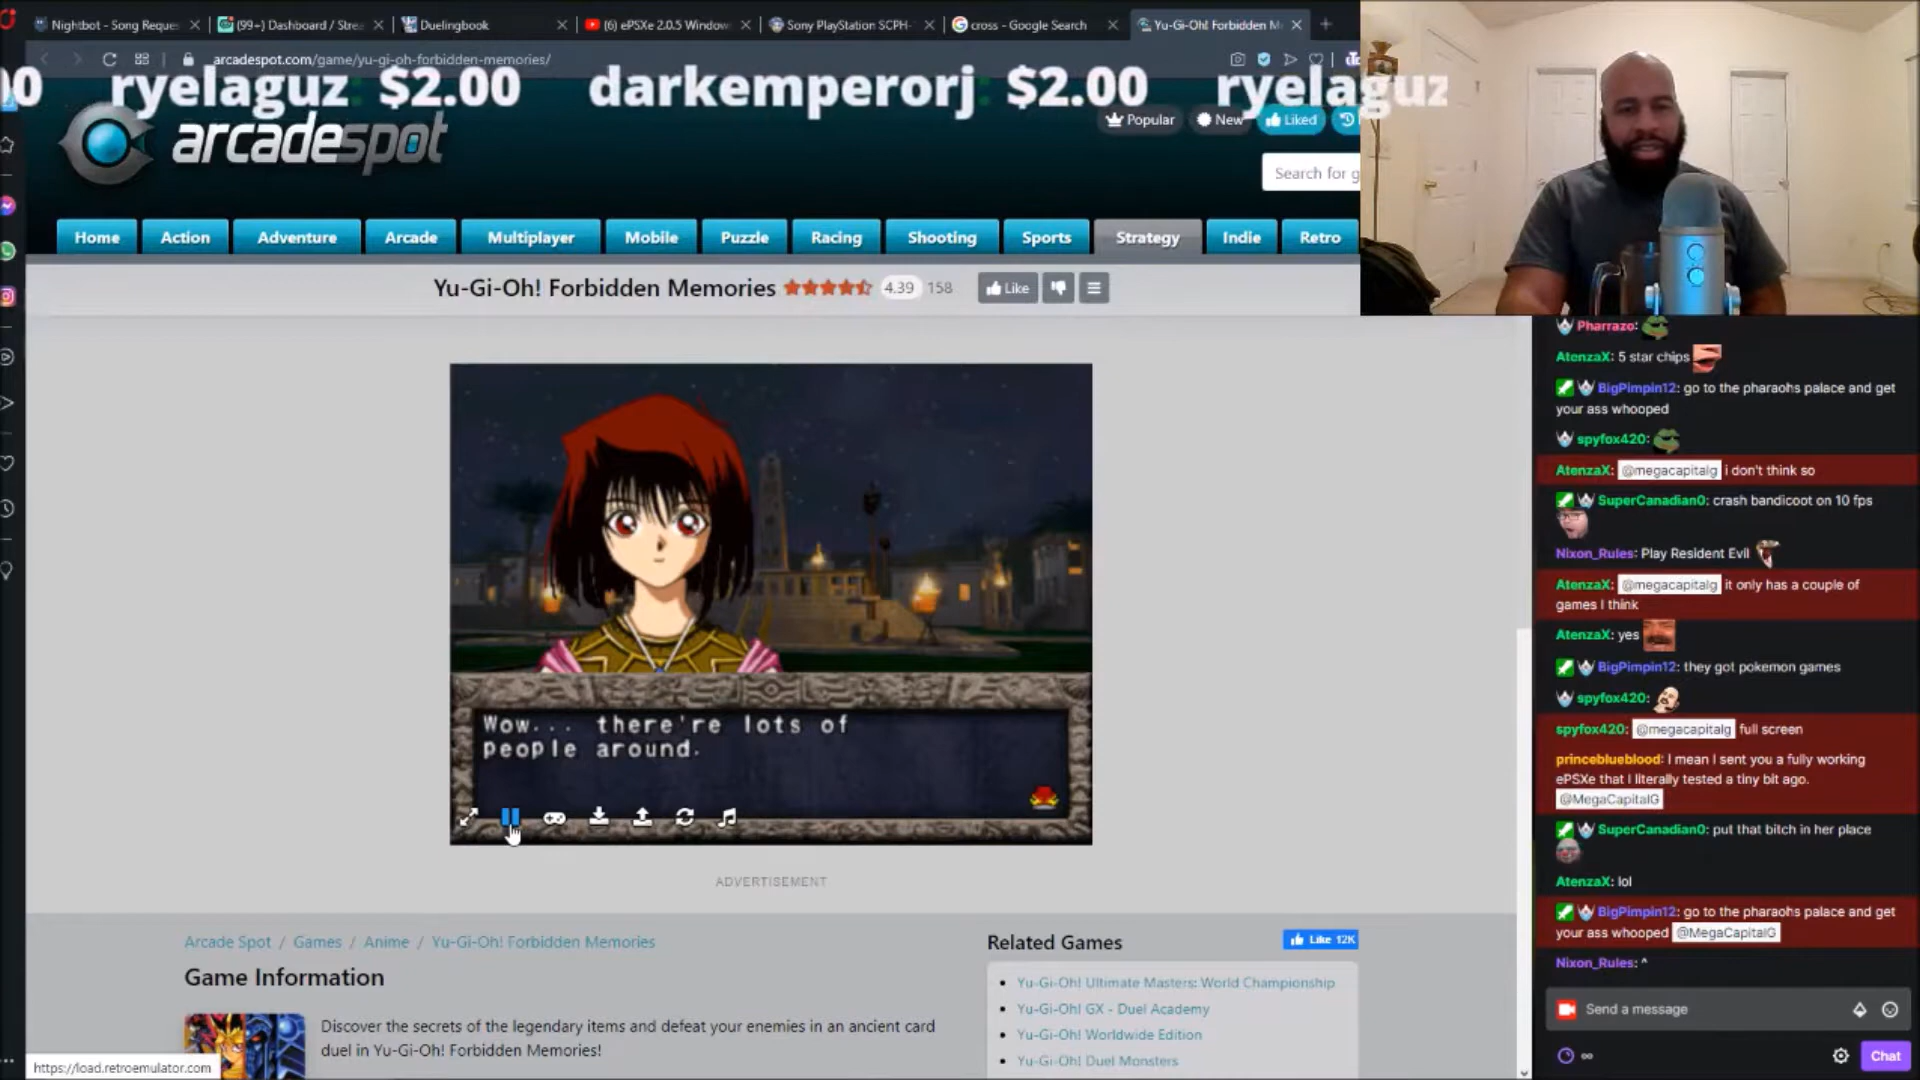 Nightbot - Song Reques
(99+) Dashboard / Strea
Duelingbook
(6) ePSXe 2.0.5 Window
Sony PlayStation SCPH-
cross - Google Search
Yu-Gi-Oh! Forbidden M
arcadespot.com/game/yu-gi-oh-forbidden-memories/
ryelaguz $2.00 darkemperorj $2.00 ryelaguz
arcadespot
Popular New Liked
Search for g
Home Action Adventure Arcade Multiplayer Mobile Puzzle Racing Shooting Sports Strategy Indie Retro
Yu-Gi-Oh! Forbidden Memories 4.39 158 Like
Wow... there're lots of
people around.
ADVERTISEMENT
Arcade Spot / Games / Anime / Yu-Gi-Oh! Forbidden Memories
Game Information
Discover the secrets of the legendary items and defeat your enemies in an ancient card
duel in Yu-Gi-Oh! Forbidden Memories!
Related Games
Like 12K
Yu-Gi-Oh! Ultimate Masters: World Championship
Yu-Gi-Oh! GX - Duel Academy
Yu-Gi-Oh! Worldwide Edition
Yu-Gi-Oh! Duel Monsters
https://load.retroemulator.com
Pharrazo:
AtenzaX: 5 star chips
BigPimpin12: go to the pharaohs palace and get
your ass whooped
spyfox420:
AtenzaX: @megacapitalg i don't think so
SuperCanadian0: crash bandicoot on 10 fps
Nixon_Rules: Play Resident Evil
AtenzaX: @megacapitalg it only has a couple of
games I think
AtenzaX: yes
BigPimpin12: they got pokemon games
spyfox420:
spyfox420: @megacapitalg full screen
princeblueblood: I mean I sent you a fully working
ePSXe that I literally tested a tiny bit ago.
@MegaCapitalG
SuperCanadian0: put that bitch in her place
AtenzaX: lol
BigPimpin12: go to the pharaohs palace and get
your ass whooped @MegaCapitalG
Nixon_Rules: ^
Send a message
Chat